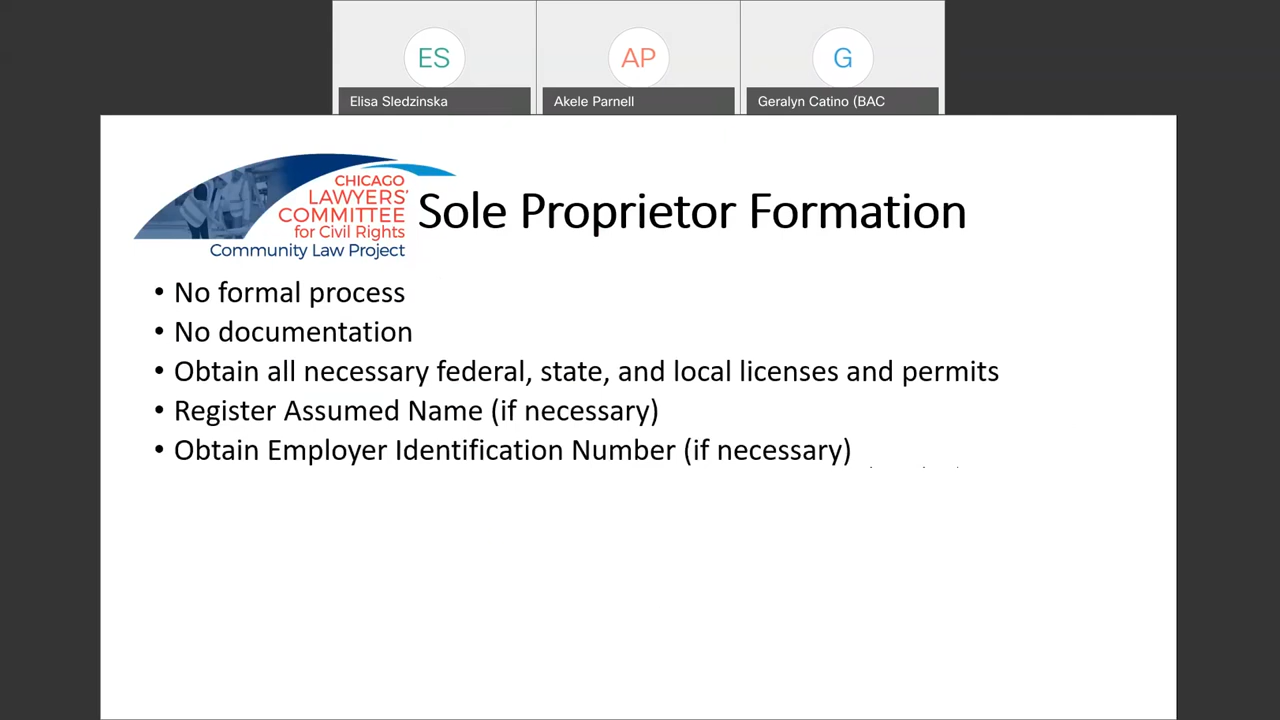 ES
AP
G
Elisa Sledzinska
Akele Parnell
Geralyn Catino (BAC
CHICAGO
LAWYERS'
COMMITTEE
for Civil Rights
Community Law Project
Sole Proprietor Formation
• No formal process
• No documentation
• Obtain all necessary federal, state, and local licenses and permits
• Register Assumed Name (if necessary)
• Obtain Employer Identification Number (if necessary)